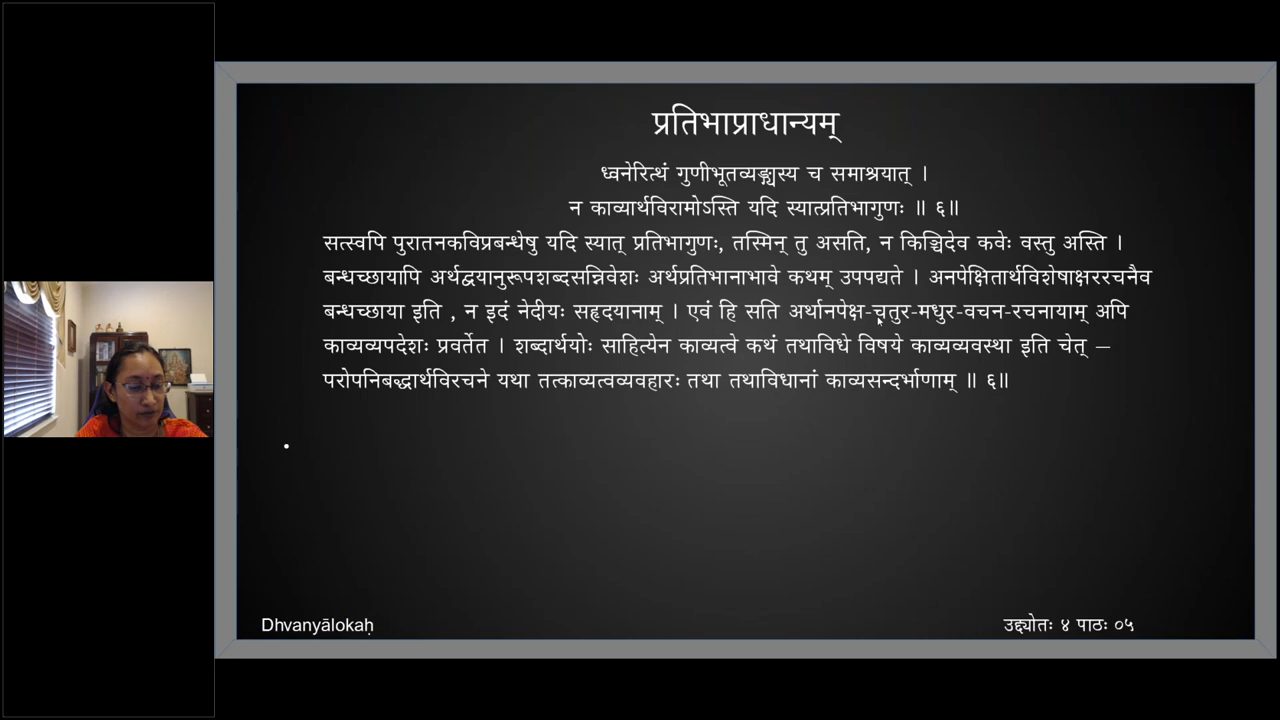 प्रतिभाप्राधान्यम्
ध्वनेरित्थं गुणीभूतव्यङ्ग्यस्य च समाश्रयात् ।
न काव्यार्थविरामोऽस्ति यदि स्यात्प्रतिभागुणः ॥ ६॥
सत्स्वपि पुरातनकविप्रबन्धेषु यदि स्यात् प्रतिभागुणः, तस्मिन् तु असति, न किञ्चिदेव कवेः वस्तु अस्ति ।
बन्धच्छायापि अर्थद्वयानुरूपशब्दसन्निवेशः अर्थप्रतिभानाभावे कथम् उपपद्यते । अनपेक्षितार्थविशेषाक्षररचनैव
बन्धच्छाया इति , न इदं नेदीयः सहृदयानाम् । एवं हि सति अर्थानपेक्ष-चतुर-मधुर-वचन-रचनायाम् अपि
काव्यव्यपदेशः प्रवर्तेत । शब्दार्थयोः साहित्येन काव्यत्वे कथं तथाविधे विषये काव्यव्यवस्था इति चेत् –
परोपनिबद्धार्थविरचने यथा तत्काव्यत्वव्यवहारः तथा तथाविधानां काव्यसन्दर्भाणाम् ॥ ६॥
Dhvanyālokaḥ
उद्द्योतः ४ पाठः ०५